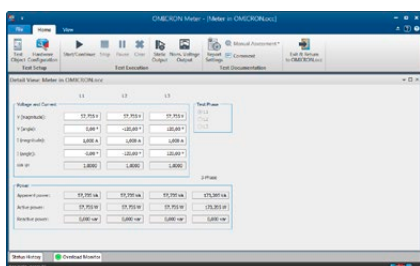 OMICRON Meter - [Meter in OMICRON.occ]
File Home View
Test Object
Hardware Configuration
Start/Continue Stop Pause Clear
Static Output
Nom. Voltage Output
Report Settings
Manual Assessment
Comment
Exit & Return to OMICRON.occ
Test Setup Test Execution Test Documentation
Detail View: Meter in OMICRON.occ
L1 L2 L3
Voltage and Current Test Phase
V (magnitude): 57,735 V 57,735 V 57,735 V
V (angle): 0,00 ° -120,00 ° 120,00 °
I (magnitude): 1,000 A 1,000 A 1,000 A
I (angle): -120,00 ° 120,00 °
1,0000 1,0000 1,0000
3-Phase
Power
Apparent power: 57,735 VA 57,735 VA 57,735 VA 173,205 VA
Active power: 57,735 W 57,735 W 57,735 W 173,205 W
Reactive power: 0,000 var 0,000 var 0,000 var 0,000 var
Status History Overload Monitor